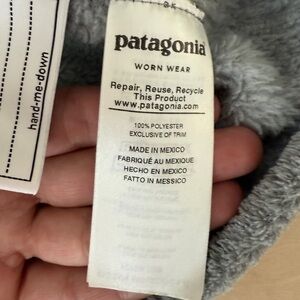 hand-me-down
patagonia
WORN WEAR
Repair, Reuse, Recycle
This Product
www.patagonia.com
100% POLYESTER
EXCLUSIVE OF TRIM
MADE IN MEXICO
FABRIQUÉ AU MEXIQUE
HECHO EN MEXICO
FATTO IN MESSICO